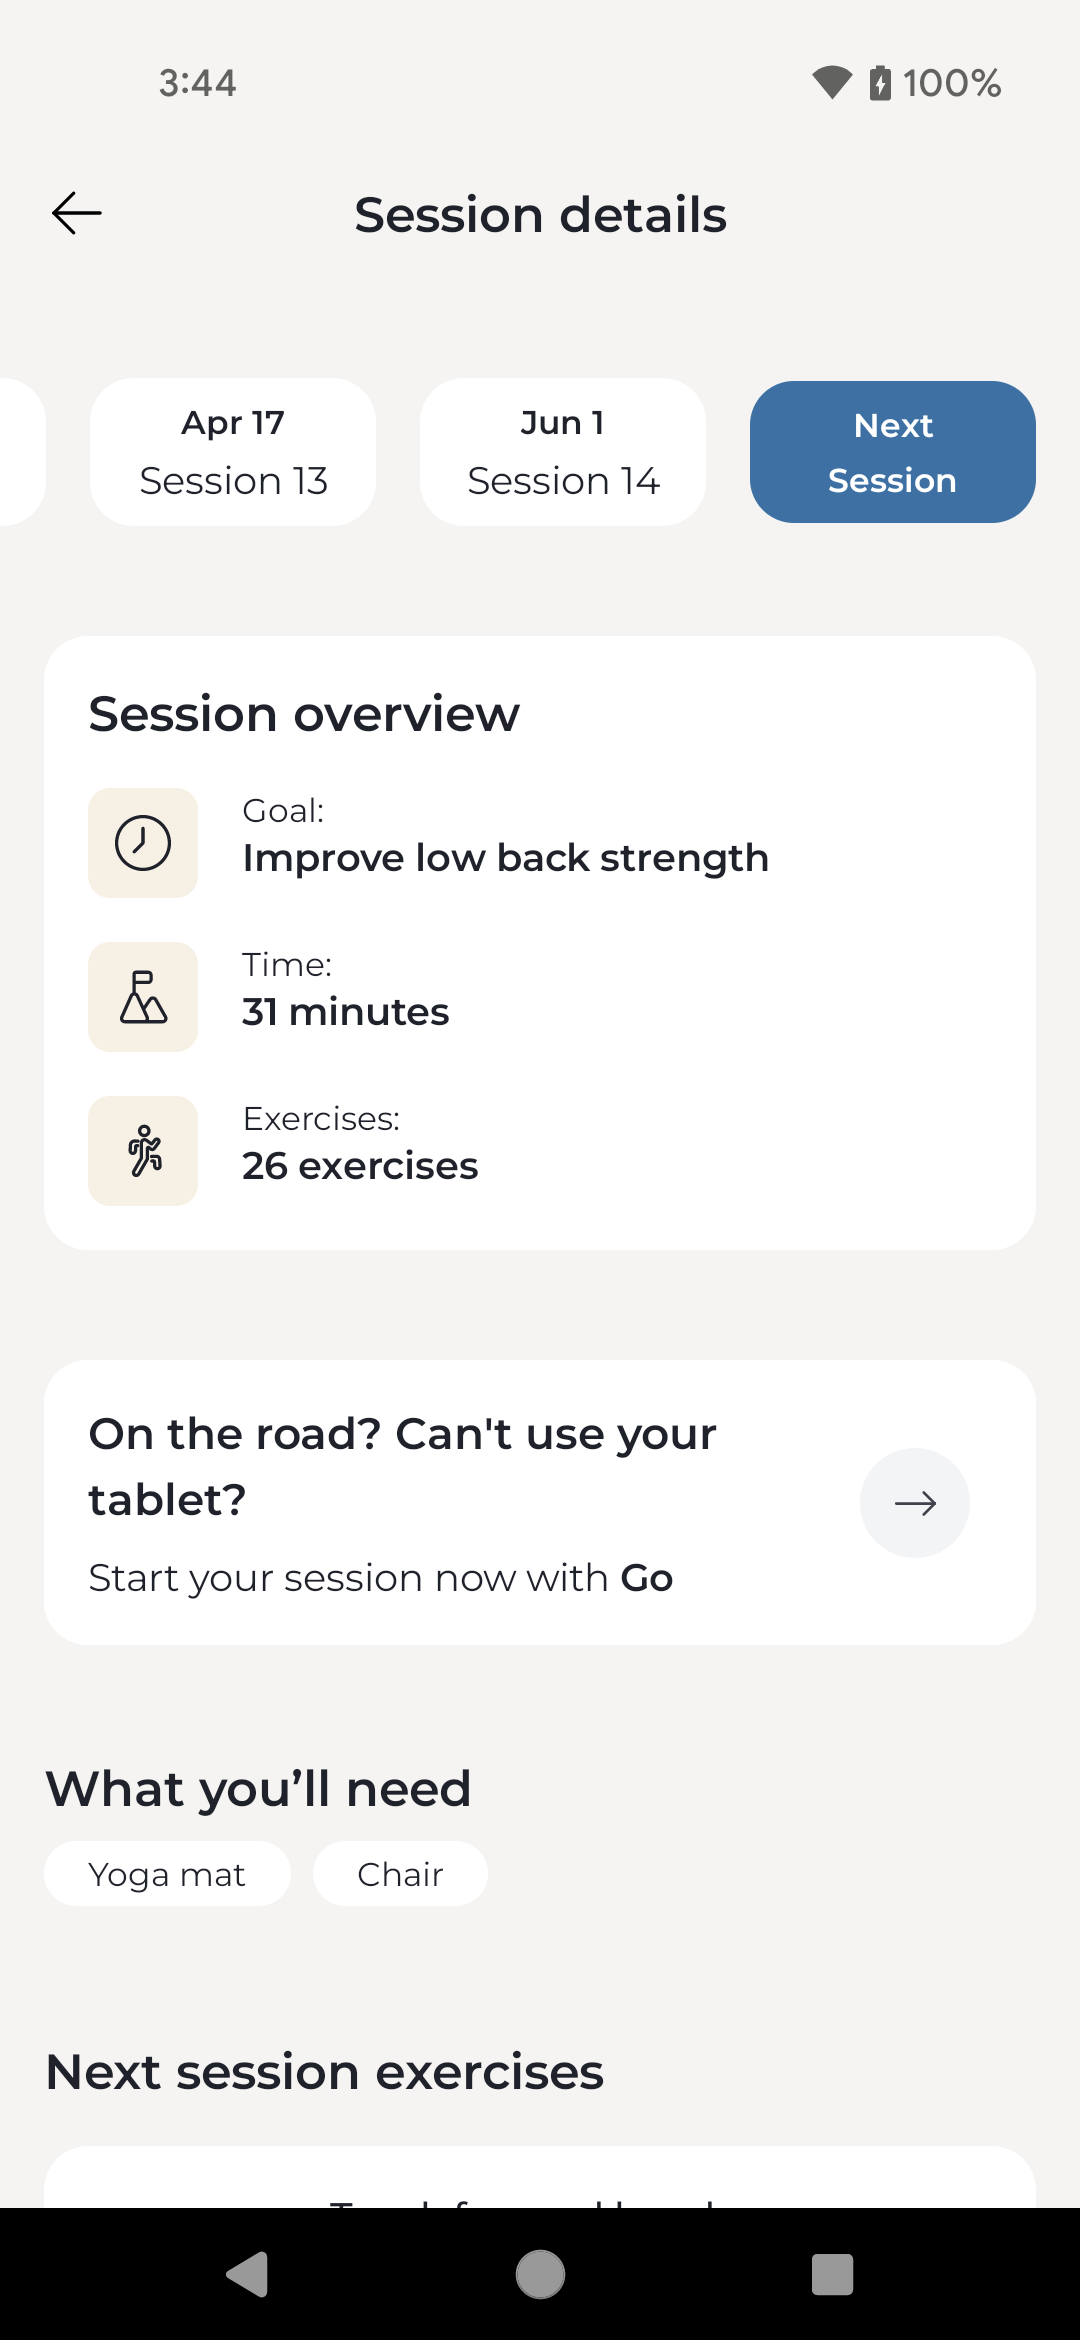 3:44
100%
Session details
Apr 17
Session 13
Jun 1
Session 14
Next
Session
Session overview
Goal:
Improve low back strength
Time:
31 minutes
Exercises:
26 exercises
On the road? Can't use your
tablet?
Start your session now with Go
What you’ll need
Yoga mat
Chair
Next session exercises